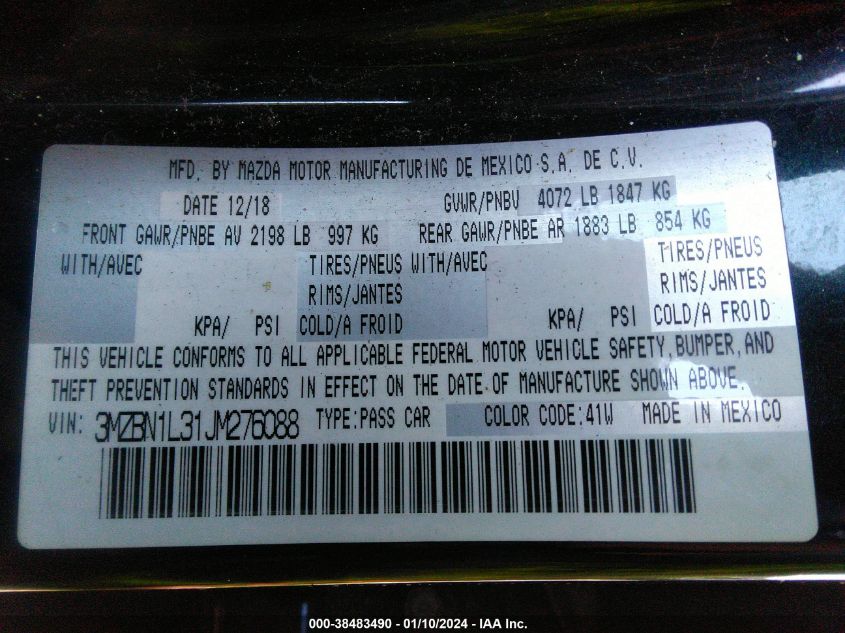 MFD. BY MAZDA MOTOR MANUFACTURING DE MEXICO S.A. DE C.V.
DATE 12/18 GVWR/PNBV 4072 LB 1847 KG
FRONT GAWR/PNBE AV 2198 LB 997 KG REAR GAWR/PNBE AR 1883 LB 854 KG
WITH/AVEC TIRES/PNEUS WITH/AVEC TIRES/PNEUS
RIMS/JANTES RIMS/JANTES
KPA/ PSI COLD/A FROID KPA/ PSI COLD/A FROID
THIS VEHICLE CONFORMS TO ALL APPLICABLE FEDERAL MOTOR VEHICLE SAFETY, BUMPER, AND
THEFT PREVENTION STANDARDS IN EFFECT ON THE DATE OF MANUFACTURE SHOWN ABOVE.
VIN: 3MZBN1L31JM276088 TYPE:PASS CAR COLOR CODE:41W MADE IN MEXICO
000-38483490 - 01/10/2024 - IAA Inc.